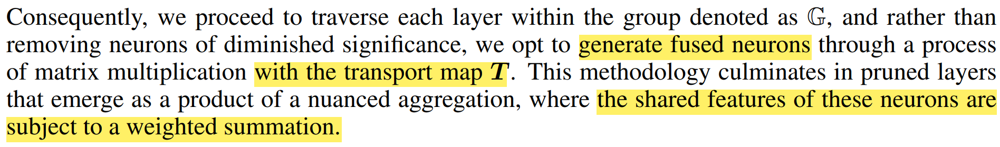 Consequently, we proceed to traverse each layer within the group denoted as 𝔾, and rather than
removing neurons of diminished significance, we opt to generate fused neurons through a process
of matrix multiplication with the transport map T. This methodology culminates in pruned layers
that emerge as a product of a nuanced aggregation, where the shared features of these neurons are
subject to a weighted summation.